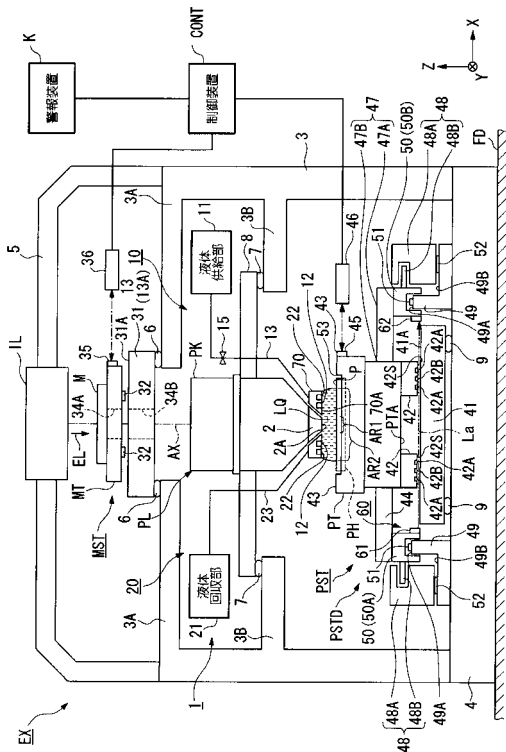 K
警報装置
CONT
制御装置
EX
IL
5
EL
34A
M
35
13
36
31A
31 (13A)
MT
MST
32
32
6
6
34B
3A
3A
AX
PL
PK
11
液体供給部
10
20
15
21
液体回収部
23
8
7
7
3B
3B
3
1
13
12
22
70
LQ
2
2A
22
12
53
43
45
46
43
P
70A
AR1
AR2
PTA
PT
PH
47
47B
47A
PST
PSTD
60
44
42
42
42S
42S
42A
42A
42A
42A
42B
42B
41
41A
La
62
61
51
51
50 (50B)
50 (50A)
48
48A
48B
48
48A
48B
49
49A
49B
49
49A
49B
52
52
9
9
4
FD
X
Y
Z